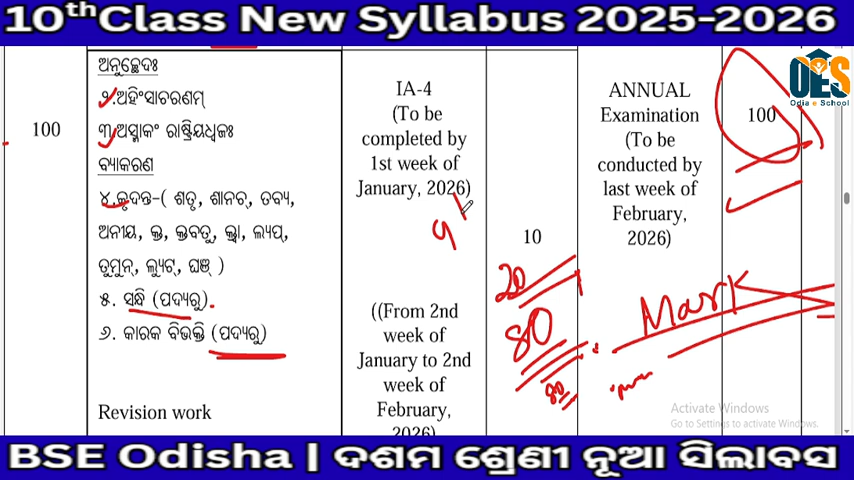 10thClass New Syllabus 2025-2026
ଅନୁଚ୍ଛେଦଃ
୨.ଅହିଂସାଚରଣମ୍
୩.ଅସ୍ମାକଂ ରାଷ୍ଟ୍ରିୟଧ୍ୱଜଃ
ବ୍ୟାକରଣ
୪.କୃଦନ୍ତ-( ଶତୃ, ଶାନଚ୍, ତବ୍ୟ,
ଅନୀୟ, କ୍ତ, କ୍ତବତୁ, କ୍ତ୍ୱା, ଲ୍ୟପ୍,
ତୁମୁନ୍, ଲ୍ୟୁଟ୍, ଘଞ୍ )
୫. ସନ୍ଧି (ପଦ୍ୟରୁ)
୬. କାରକ ବିଭକ୍ତି (ପଦ୍ୟରୁ)
Revision work
100
IA-4
(To be
completed by
1st week of
January, 2026)
((From 2nd
week of
January to 2nd
week of
February,
2026)
10
20
80
80
ANNUAL
Examination
(To be
conducted by
last week of
February,
2026)
Mark
100
OES
Odia e School
Activate Windows
Go to Settings to activate Windows.
BSE Odisha | ଦଶମ ଶ୍ରେଣୀ ନୂଆ ସିଲାବସ